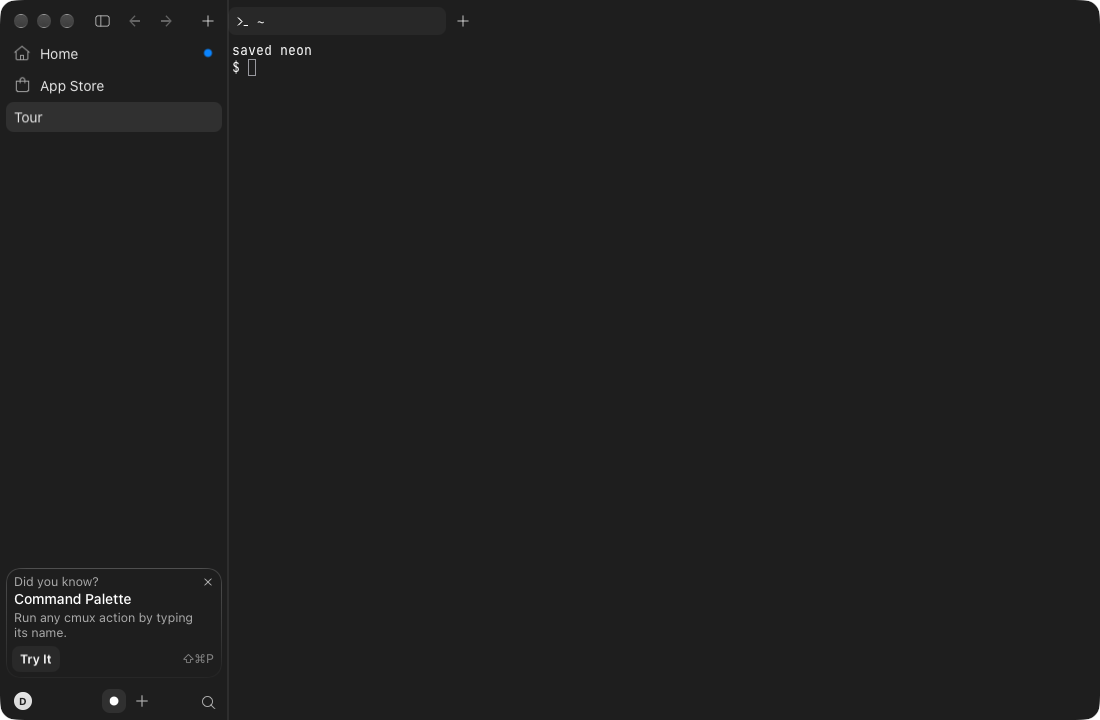 ~
Home
App Store
Tour
saved neon
$
Did you know?
Command Palette
Run any cmux action by typing
its name.
Try It
⇧⌘P
D